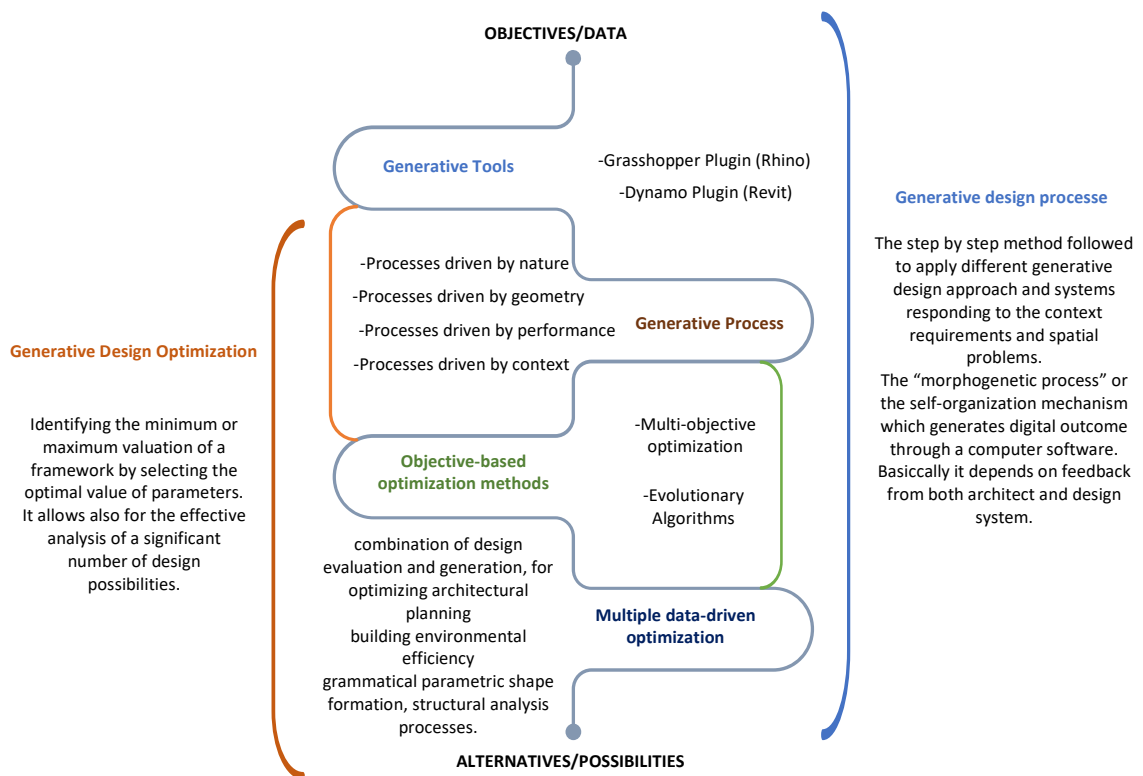 OBJECTIVES/DATA
Generative Tools
-Grasshopper Plugin (Rhino)
-Dynamo Plugin (Revit)
-Processes driven by nature
-Processes driven by geometry
-Processes driven by performance
-Processes driven by context
Generative Process
Objective-based
optimization methods
-Multi-objective
optimization
-Evolutionary
Algorithms
combination of design
evaluation and generation, for
optimizing architectural
planning
building environmental
efficiency
grammatical parametric shape
formation, structural analysis
processes.
Multiple data-driven
optimization
ALTERNATIVES/POSSIBILITIES
Generative Design Optimization
Identifying the minimum or
maximum valuation of a
framework by selecting the
optimal value of parameters.
It allows also for the effective
analysis of a significant
number of design
possibilities.
Generative design processe
The step by step method followed
to apply different generative
design approach and systems
responding to the context
requirements and spatial
problems.
The “morphogenetic process” or
the self-organization mechanism
which generates digital outcome
through a computer software.
Basiccally it depends on feedback
from both architect and design
system.